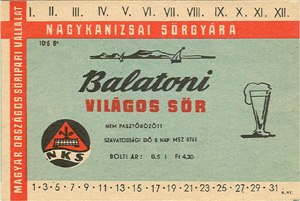 I. II. III. IV. V. VI. VII. VIII. IX. X. XI. XII.
MAGYAR ORSZÁGOS SÖRIPARI VÁLLALAT
NAGYKANIZSAI SÖRGYÁRA
10·5 B°
Balatoni
VILÁGOS SÖR
NEM PASZTŐRÖZÖTT
SZAVATOSSÁGI IDŐ 8 NAP MSZ 8761
BOLTI ÁR: 0.5 l Ft 4,30
NKS
1·3·5·7·9·11·13·15·17·19·21·23·25·27·29·31